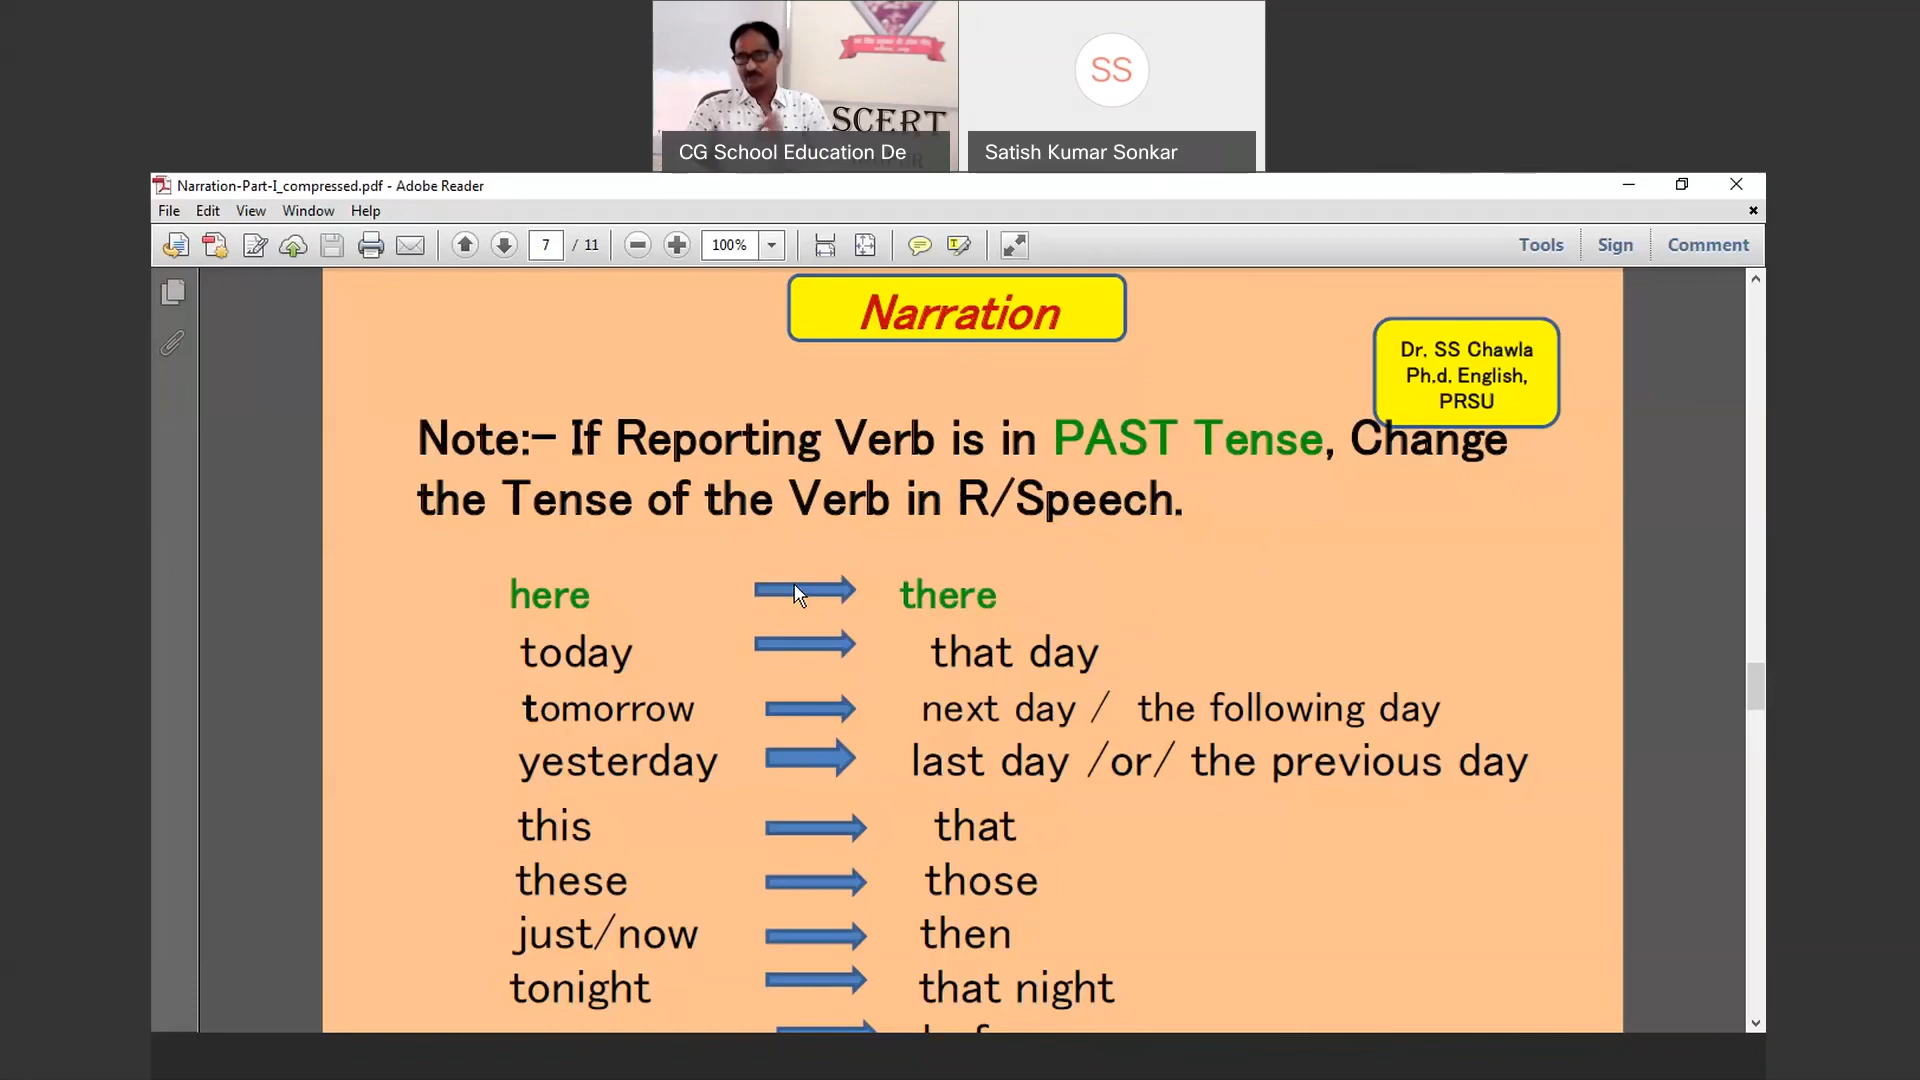 SCERT
SS
CG School Education De
Satish Kumar Sonkar
Narration-Part-I_compressed.pdf - Adobe Reader
File Edit View Window Help
7 / 11 100% Tools Sign Comment
Narration
Dr. SS Chawla
Ph.d. English,
PRSU
Note:- If Reporting Verb is in PAST Tense, Change
the Tense of the Verb in R/Speech.
here there
today that day
tomorrow next day / the following day
yesterday last day /or/ the previous day
this that
these those
just/now then
tonight that night